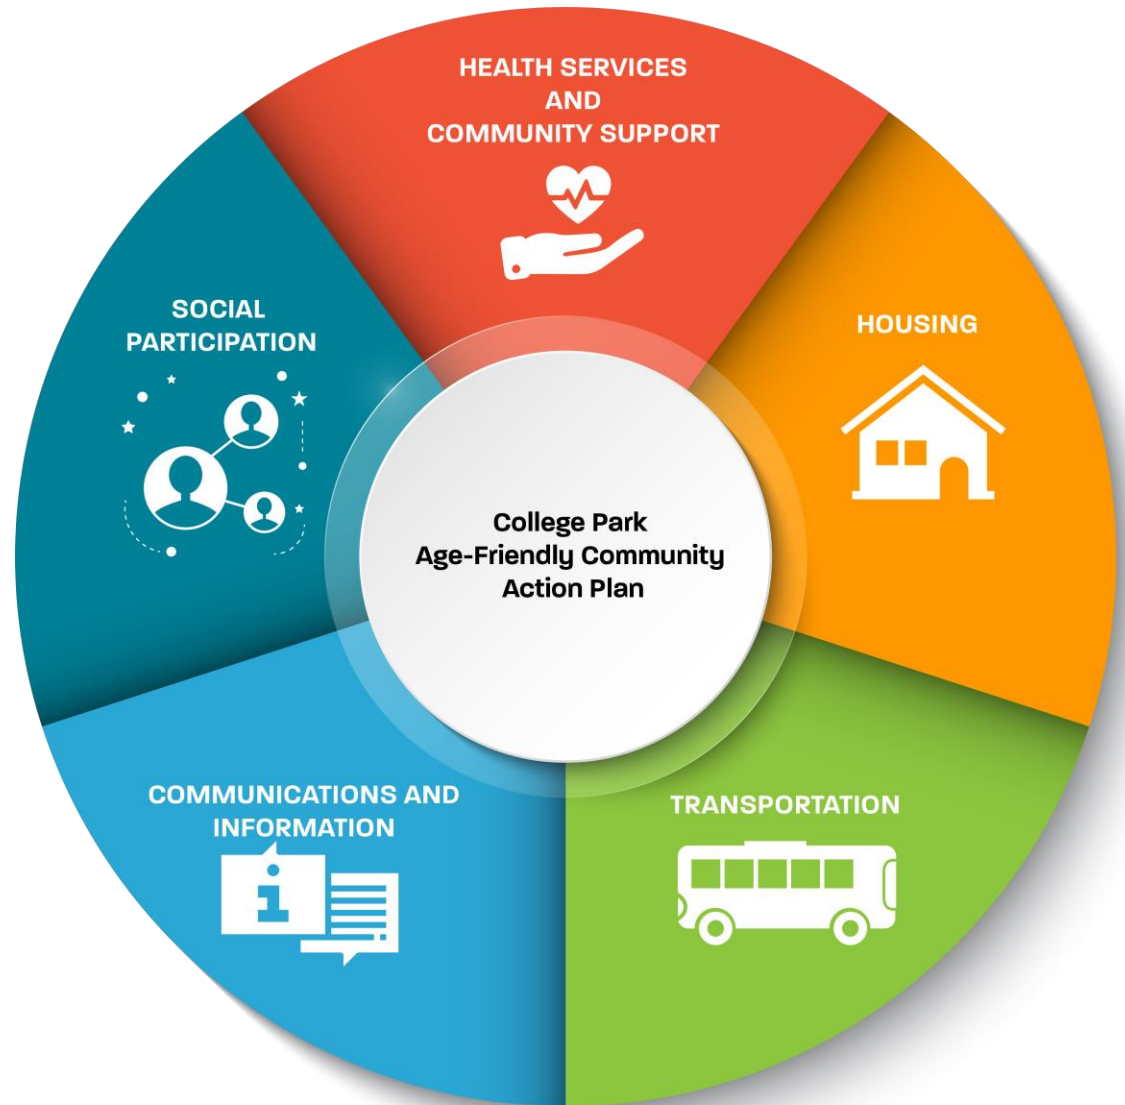 HEALTH SERVICES
AND
COMMUNITY SUPPORT
HOUSING
SOCIAL
PARTICIPATION
College Park
Age-Friendly Community
Action Plan
COMMUNICATIONS AND
INFORMATION
i
TRANSPORTATION